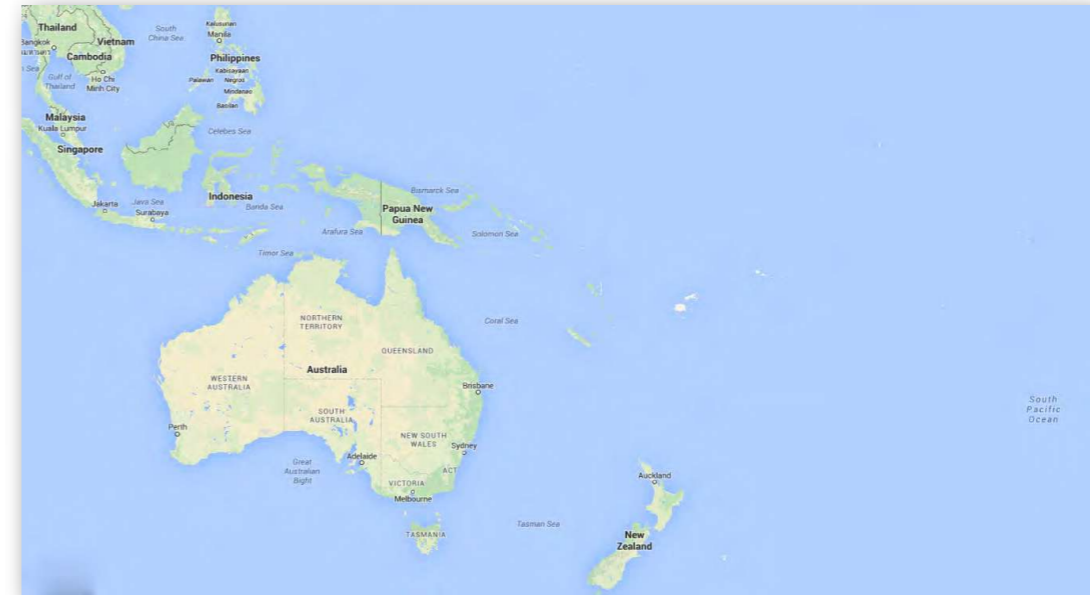 Thailand
South
China Sea
Kalusunan
Manila
Bangkok
Vietnam
Cambodia
Philippines
Kabisayaan
Gulf of
Thailand
Ho Chi
Minh City
Palawan
Negros
Mindanao
Basilan
Malaysia
Kuala Lumpur
Celebes Sea
Singapore
Indonesia
Bismarck Sea
Jakarta
Java Sea
Surabaya
Banda Sea
Papua New
Guinea
Arafura Sea
Solomon Sea
Timor Sea
NORTHERN
TERRITORY
Coral Sea
QUEENSLAND
Australia
WESTERN
AUSTRALIA
Brisbane
South
Pacific
Ocean
SOUTH
AUSTRALIA
Perth
NEW SOUTH
WALES
Sydney
Adelaide
Great
Australian
Bight
ACT
VICTORIA
Melbourne
Auckland
Tasman Sea
TASMANIA
New
Zealand